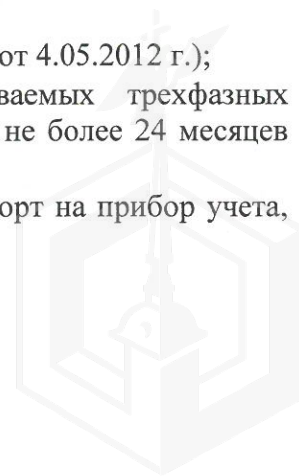 от 4.05.2012 г.);
ваемых трехфазных
не более 24 месяцев
орт на прибор учета,